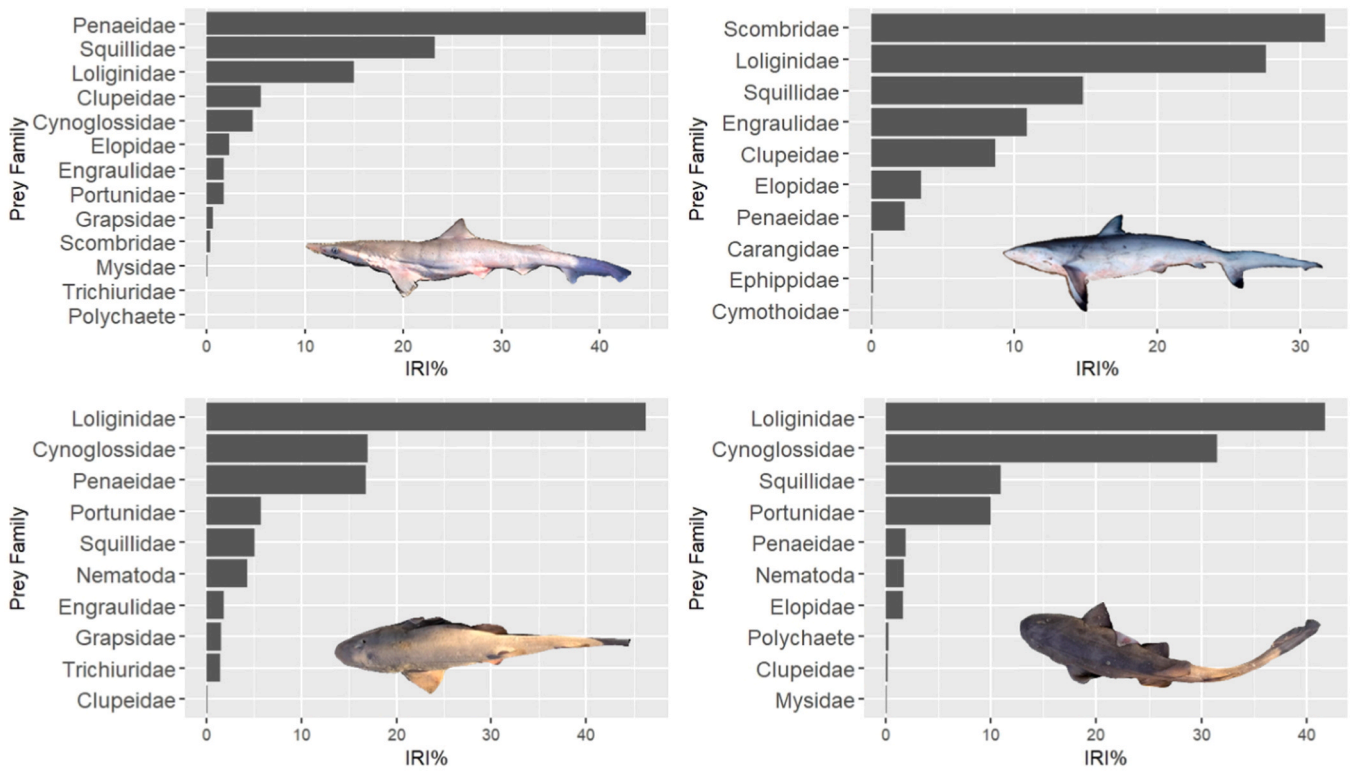 Prey Family
Penaeidae
Squillidae
Loliginidae
Clupeidae
Cynoglossidae
Elopidae
Engraulidae
Portunidae
Grapsidae
Scombridae
Mysidae
Trichiuridae
Polychaete
0 10 20 30 40
IRI%
Prey Family
Scombridae
Loliginidae
Squillidae
Engraulidae
Clupeidae
Elopidae
Penaeidae
Carangidae
Ephippidae
Cymothoidae
0 10 20 30
IRI%
Prey Family
Loliginidae
Cynoglossidae
Penaeidae
Portunidae
Squillidae
Nematoda
Engraulidae
Grapsidae
Trichiuridae
Clupeidae
0 10 20 30 40
IRI%
Prey Family
Loliginidae
Cynoglossidae
Squillidae
Portunidae
Penaeidae
Nematoda
Elopidae
Polychaete
Clupeidae
Mysidae
0 10 20 30 40
IRI%